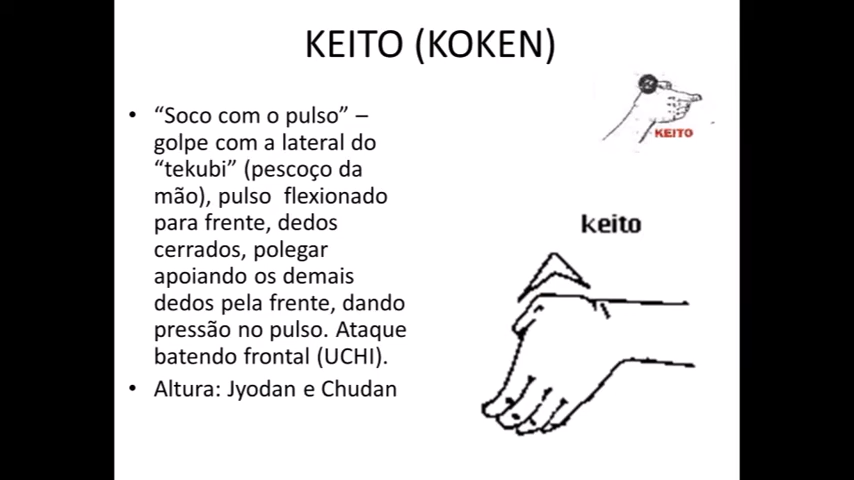 KEITO (KOKEN)
• “Soco com o pulso” –
golpe com a lateral do
“tekubi” (pescoço da
mão), pulso flexionado
para frente, dedos
cerrados, polegar
apoiando os demais
dedos pela frente, dando
pressão no pulso. Ataque
batendo frontal (UCHI).
• Altura: Jyodan e Chudan
KEITO
keito